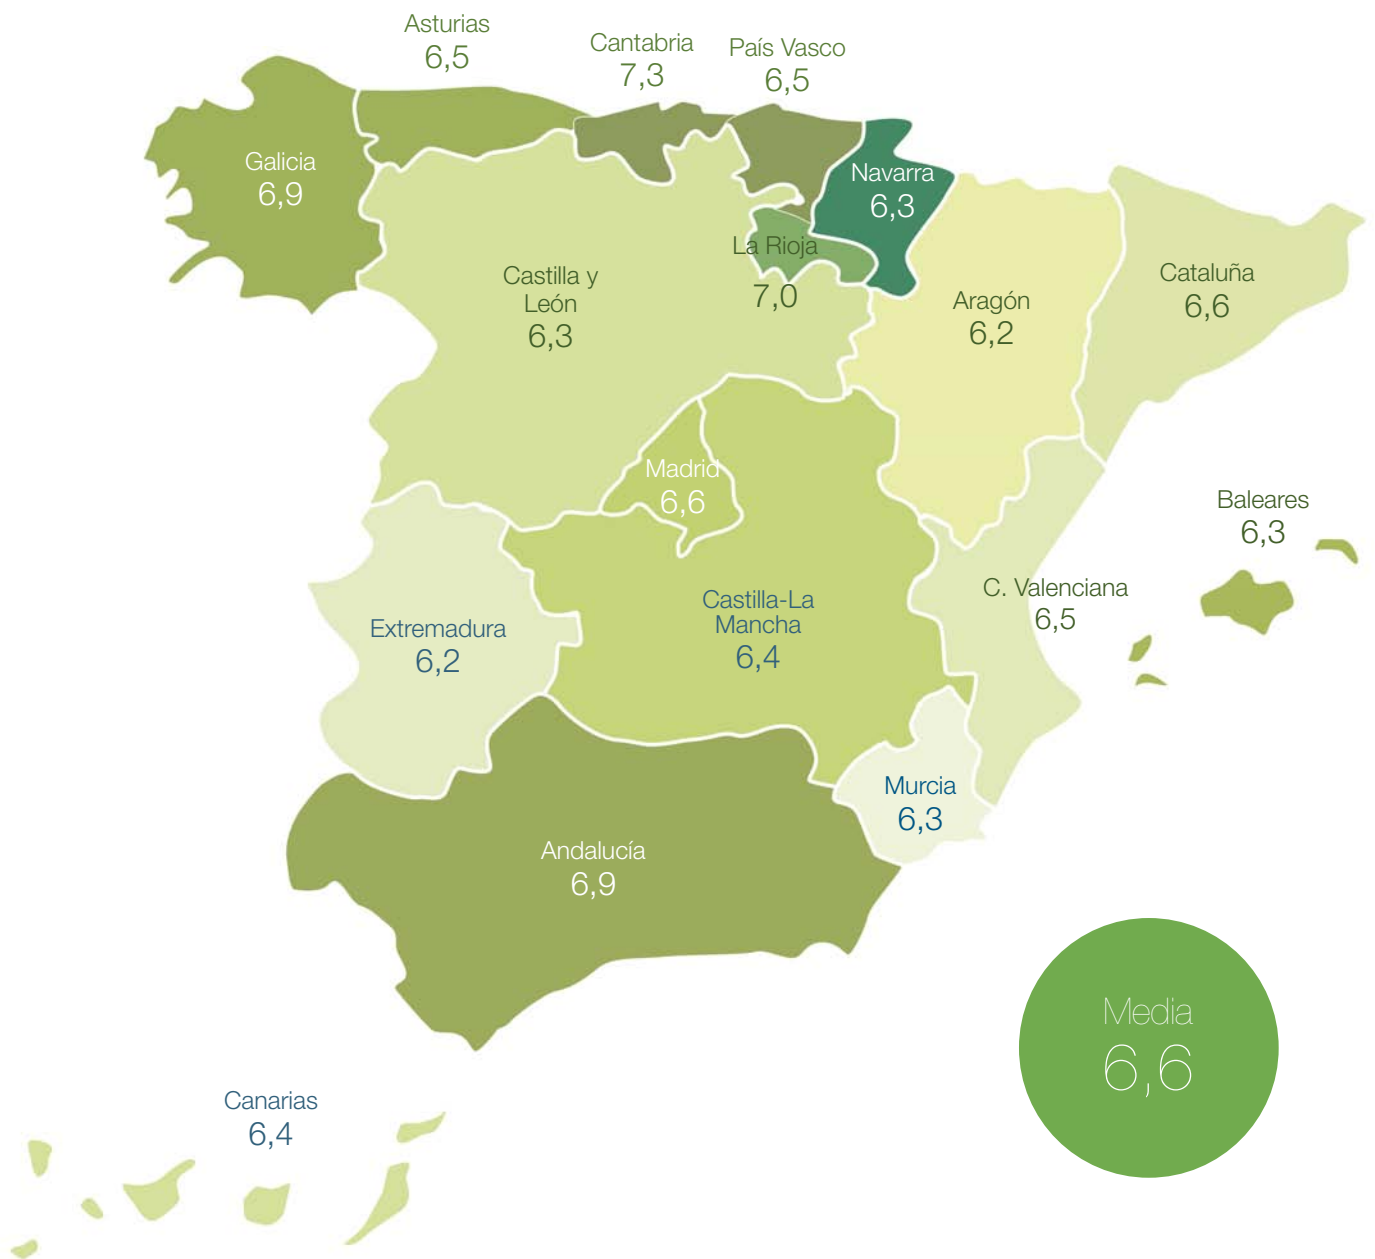 Asturias
6,5
Cantabria
7,3
País Vasco
6,5
Galicia
6,9
Navarra
6,3
La Rioja
7,0
Castilla y
León
6,3
Aragón
6,2
Cataluña
6,6
Madrid
6,6
Baleares
6,3
C. Valenciana
6,5
Castilla-La
Mancha
6,4
Extremadura
6,2
Murcia
6,3
Andalucía
6,9
Media
6,6
Canarias
6,4